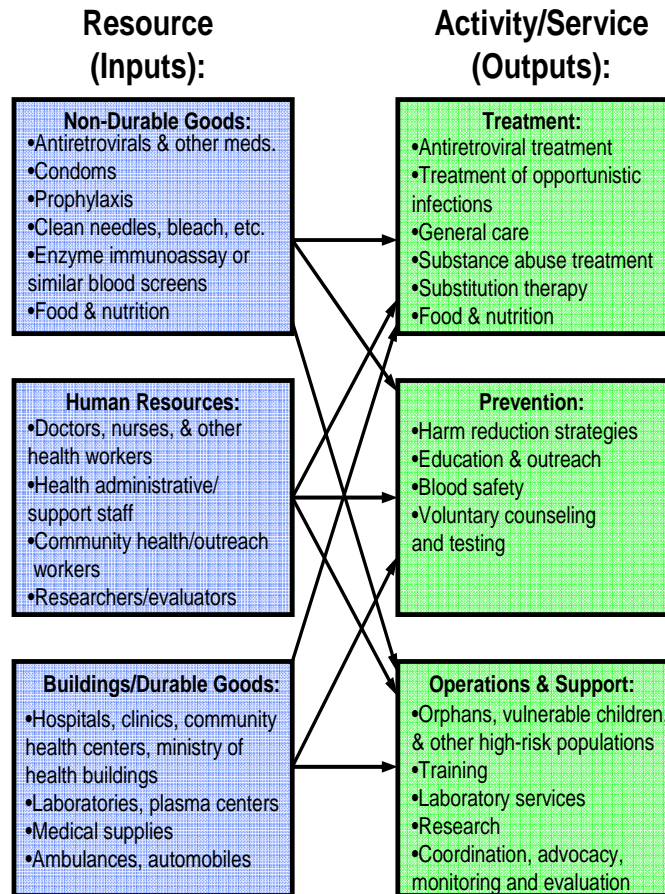 Resource
(Inputs):
Non-Durable Goods:
•Antiretrovirals & other meds.
•Condoms
•Prophylaxis
•Clean needles, bleach, etc.
•Enzyme immunoassay or
similar blood screens
•Food & nutrition
Human Resources:
•Doctors, nurses, & other
health workers
•Health administrative/
support staff
•Community health/outreach
workers
•Researchers/evaluators
Buildings/Durable Goods:
•Hospitals, clinics, community
health centers, ministry of
health buildings
•Laboratories, plasma centers
•Medical supplies
•Ambulances, automobiles
Activity/Service
(Outputs):
Treatment:
•Antiretroviral treatment
•Treatment of opportunistic
infections
•General care
•Substance abuse treatment
•Substitution therapy
•Food & nutrition
Prevention:
•Harm reduction strategies
•Education & outreach
•Blood safety
•Voluntary counseling
and testing
Operations & Support:
•Orphans, vulnerable children,
& other high-risk populations
•Training
•Laboratory services
•Research
•Coordination, advocacy,
monitoring and evaluation